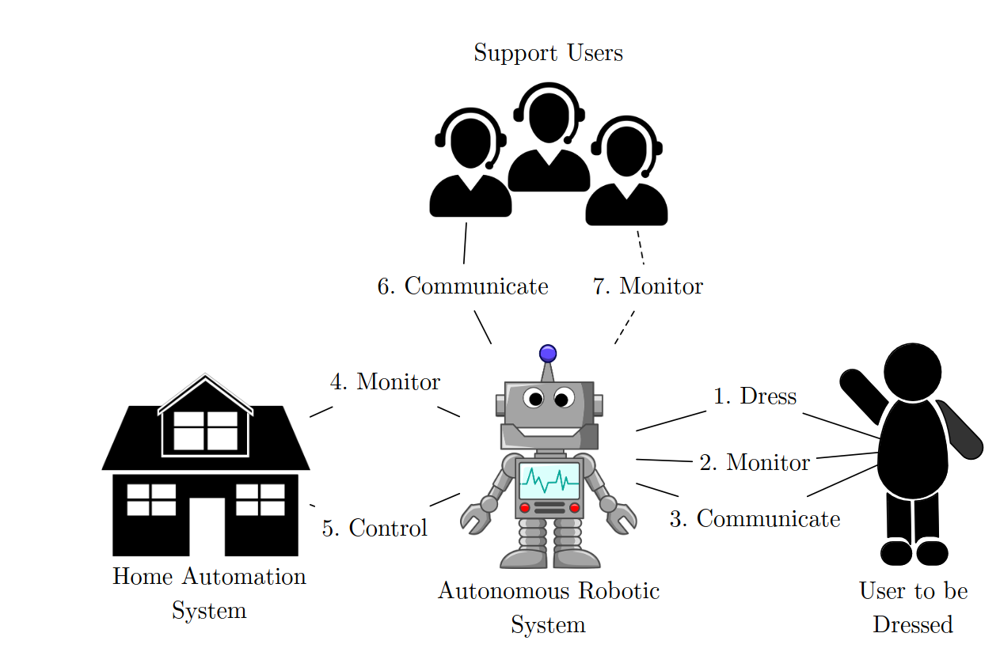 Support Users
6. Communicate
7. Monitor
4. Monitor
1. Dress
2. Monitor
5. Control
3. Communicate
Home Automation
System
Autonomous Robotic
System
User to be
Dressed